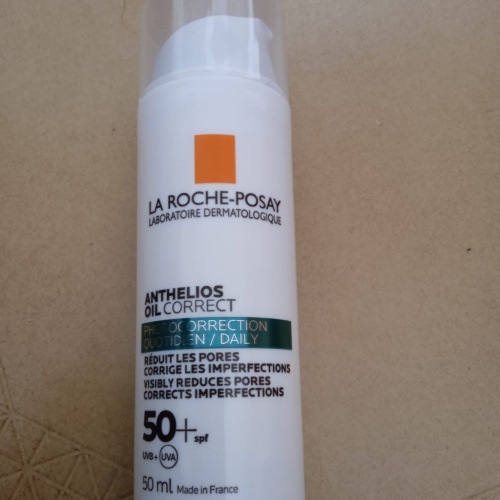 LA ROCHE-POSAY
LABORATOIRE DERMATOLOGIQUE
ANTHELIOS
OIL CORRECT
PHOTOCORRECTION
QUOTIDIEN / DAILY
RÉDUIT LES PORES
CORRIGE LES IMPERFECTIONS
VISIBLY REDUCES PORES
CORRECTS IMPERFECTIONS
50+ spf
UVB + UVA
50 ml Made in France